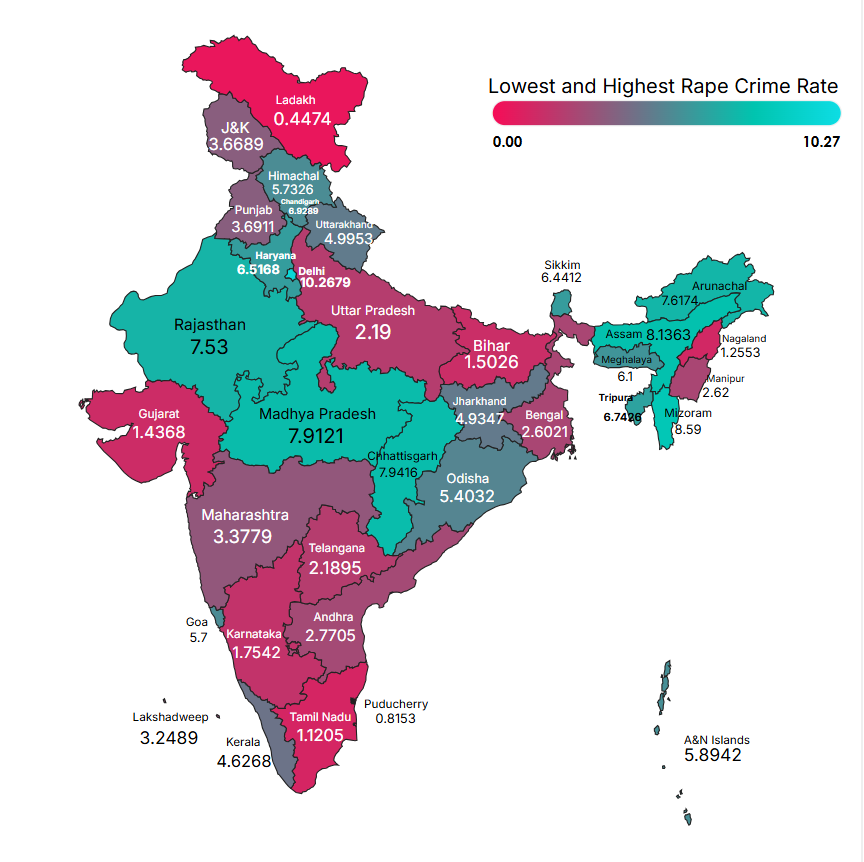 Lowest and Highest Rape Crime Rate
0.00
10.27
Ladakh
0.4474
J&K
3.6689
Himachal
5.7326
Chandigarh
6.9289
Punjab
3.6911
Uttarakhand
4.9953
Haryana
6.5168
Delhi
10.2679
Sikkim
6.4412
Arunachal
7.6174
Rajasthan
7.53
Uttar Pradesh
2.19
Bihar
1.5026
Assam 8.1363
Nagaland
1.2553
Meghalaya
6.1
Manipur
2.62
Tripura
6.7426
Mizoram
8.59
Gujarat
1.4368
Madhya Pradesh
7.9121
Jharkhand
4.9347
Bengal
2.6021
Chhattisgarh
7.9416
Odisha
5.4032
Maharashtra
3.3779
Telangana
2.1895
Goa
5.7
Karnataka
1.7542
Andhra
2.7705
Lakshadweep
3.2489
Kerala
4.6268
Tamil Nadu
1.1205
Puducherry
0.8153
A&N Islands
5.8942